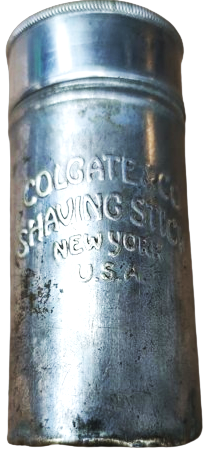 COLGATE & CO.
SHAVING STICK
NEW YORK
U.S.A.